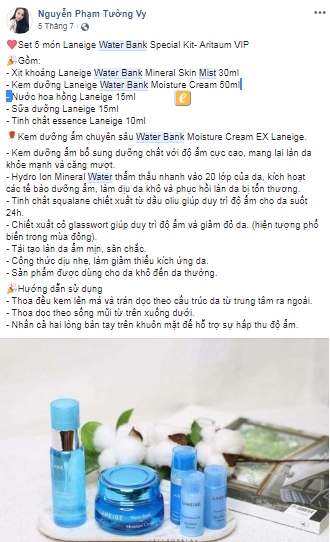 Nguyễn Phạm Tường Vy
5 Tháng 7 ·
❤Set 5 món Laneige Water Bank Special Kit- Aritaum VIP
🎉Gồm:
- Xịt khoáng Laneige Water Bank Mineral Skin Mist 30ml
- Kem dưỡng Laneige Water Bank Moisture Cream 50ml
- Nước hoa hồng Laneige 15ml
- Sữa dưỡng Laneige 15ml
- Tinh chất essence Laneige 10ml
🌹Kem dưỡng ẩm chuyên sâu Water Bank Moisture Cream EX Laneige.
- Kem dưỡng ẩm bổ sung dưỡng chất với độ ẩm cực cao, mang lại làn da
khỏe mạnh và căng mượt.
- Hydro Ion Mineral Water thẩm thấu nhanh vào 20 lớp của da, kích hoạt
các tế bào dưỡng ẩm, làm dịu da khô và phục hồi làn da bị tổn thương.
- Tinh chất squalane chiết xuất từ dầu oliu giúp duy trì độ ẩm cho da suốt
24h.
- Chiết xuất cỏ glasswort giúp duy trì độ ẩm và giảm đỏ da. (hiện tượng phổ
biến trong mùa đông).
- Tái tạo làn da ẩm mịn, săn chắc.
- Công thức dịu nhẹ, làm giảm thiểu kích ứng da.
- Sản phẩm được dùng cho da khô đến da thường.
🎉Hướng dẫn sử dụng
- Thoa đều kem lên má và trán dọc theo cấu trúc da từ trung tâm ra ngoài.
- Thoa dọc theo sống mũi từ trên xuống dưới.
- Nhấn cả hai lòng bàn tay trên khuôn mặt để hỗ trợ sự hấp thu độ ẩm.
LANEIGE
LANEIGE
Water Bank
Moisture Cream
LANEIGE